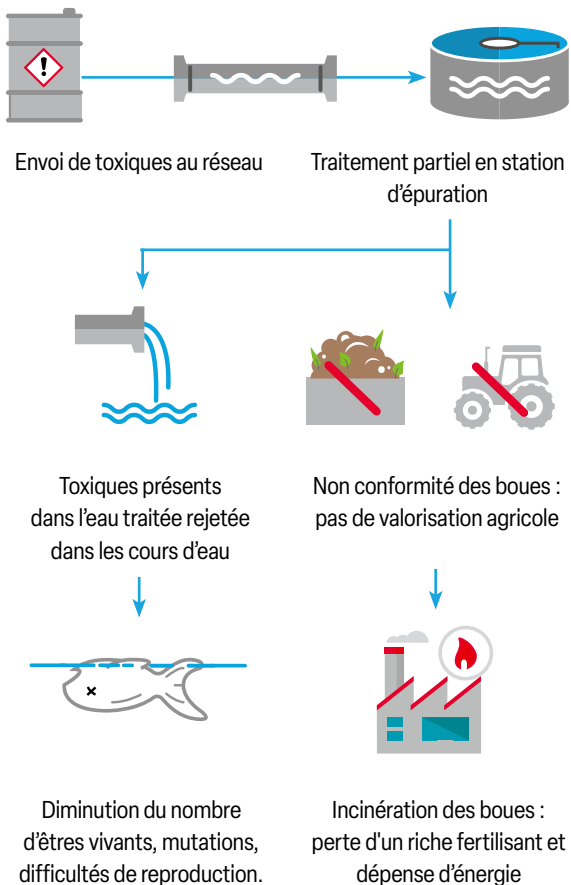 Envoi de toxiques au réseau
Traitement partiel en station
d'épuration
Toxiques présents
dans l'eau traitée rejetée
dans les cours d'eau
Non conformité des boues :
pas de valorisation agricole
Diminution du nombre
d'êtres vivants, mutations,
difficultés de reproduction.
Incinération des boues :
perte d'un riche fertilisant et
dépense d'énergie